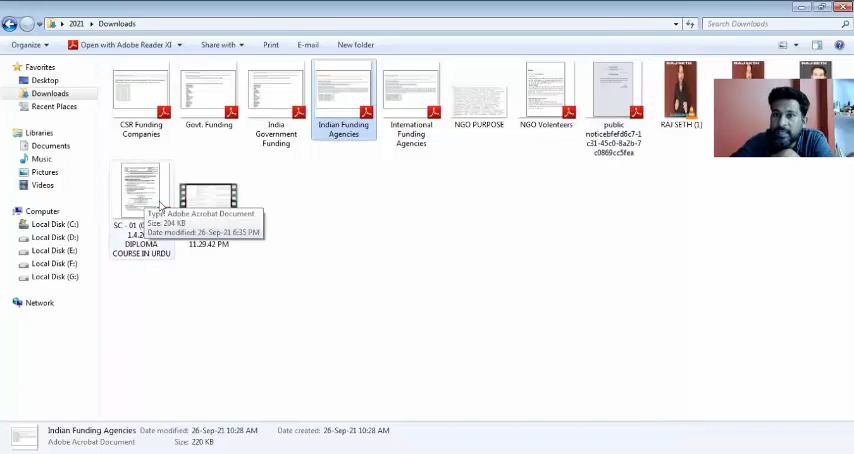 2021 Downloads
Search Downloads
Organize Open with Adobe Reader XI Share with Print E-mail New folder
Favorites
Desktop
Downloads
Recent Places
Libraries
Documents
Music
Pictures
Videos
Computer
Local Disk (C:)
Local Disk (D:)
Local Disk (E:)
Local Disk (F:)
Local Disk (G:)
Network
CSR Funding
Companies
Govt. Funding
India
Government
Funding
Indian Funding
Agencies
International
Funding
Agencies
NGO PURPOSE
NGO Volenteers
public
noticebfefd6c7-1
c31-45c0-8a2b-7
c0869cc5fea
RAJ SETH (1)
SC - 01
DIPLOMA
COURSE IN URDU
11.29.42 PM
Type: Adobe Acrobat Document
Size: 204 KB
Date modified: 26-Sep-21 6:35 PM
Indian Funding Agencies Date modified: 26-Sep-21 10:28 AM Date created: 26-Sep-21 10:28 AM
Adobe Acrobat Document Size: 220 KB